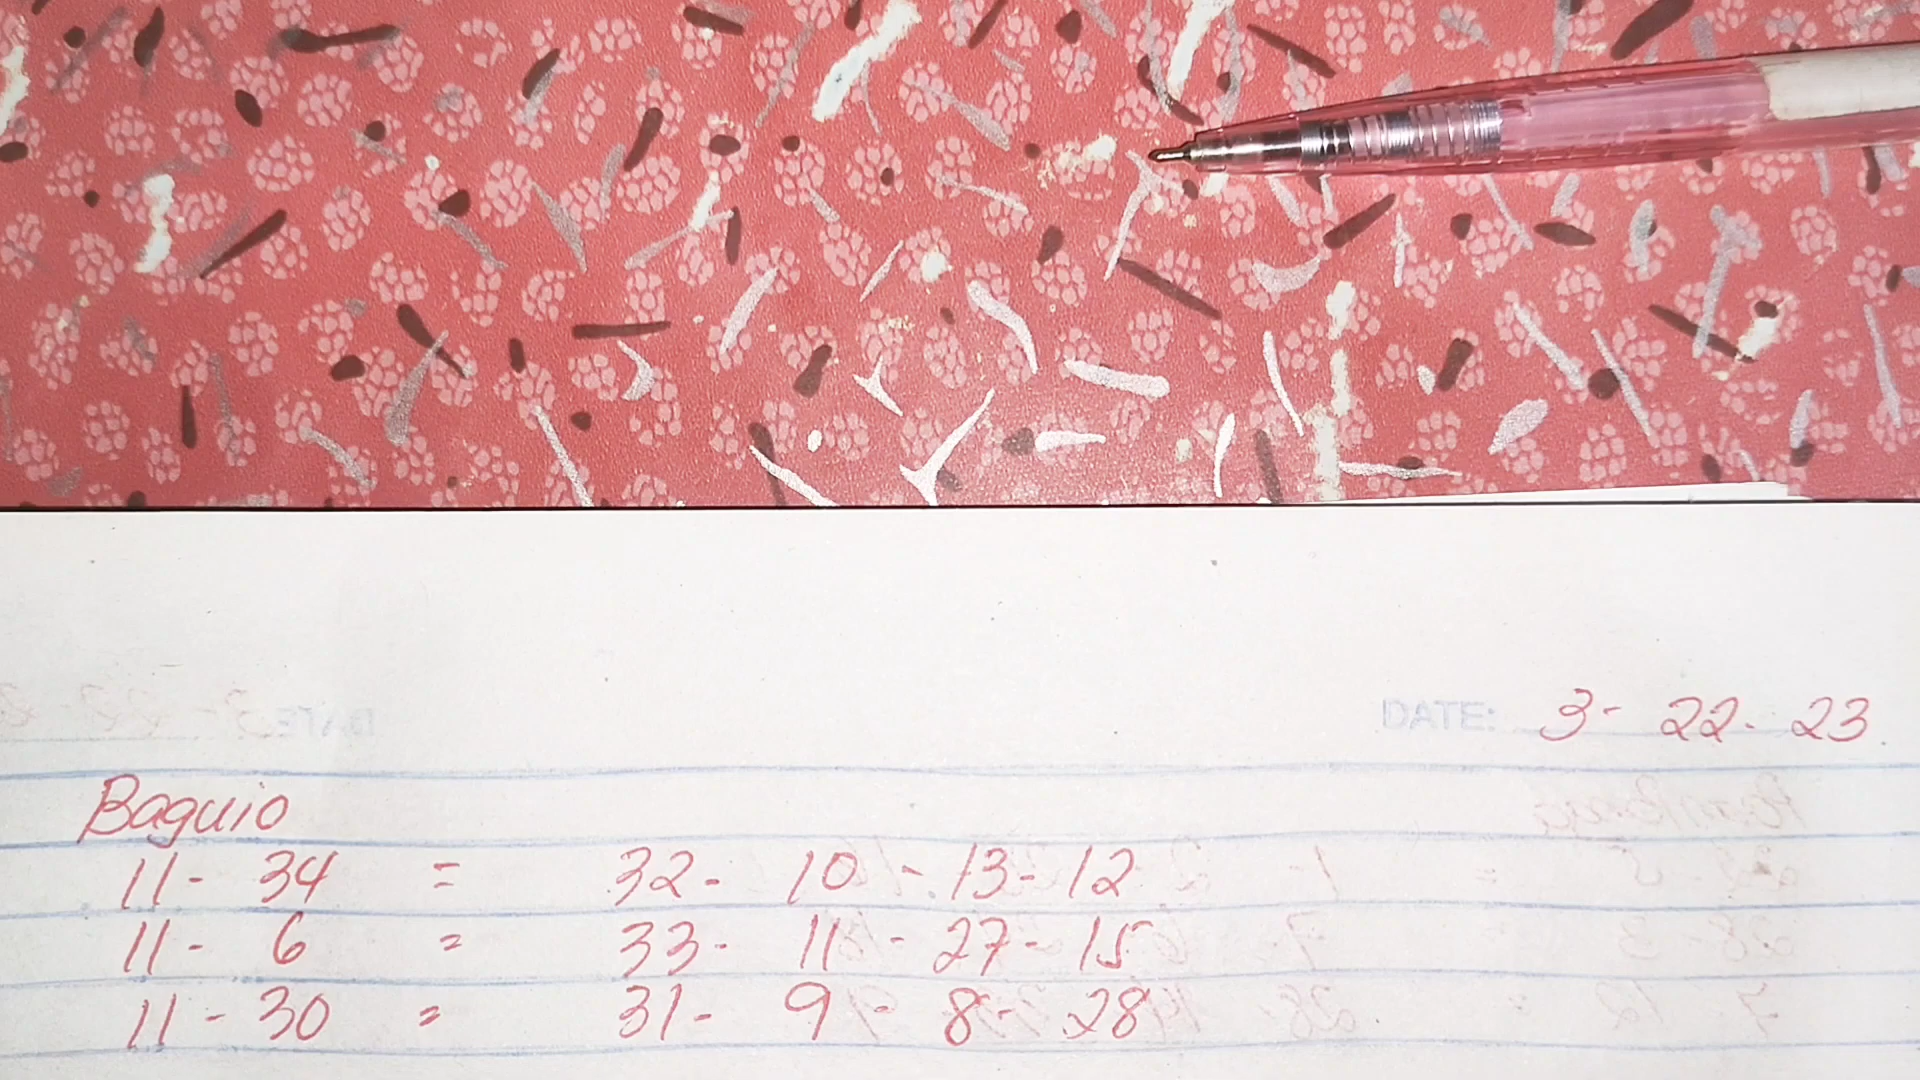 DATE: 3- 22- 23
Baguio
11- 34 = 32- 10 - 13- 12
11- 6 = 33- 11 - 27- 15
11- 30 = 31- 9 - 8- 28